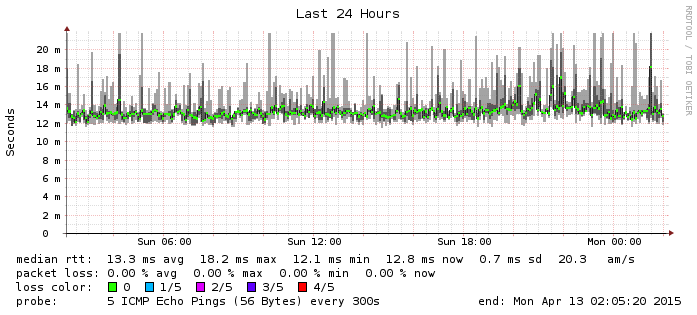 Last 24 Hours
RRDTOOL / TOBI OETIKER
Seconds
20 m
18 m
16 m
14 m
12 m
10 m
8 m
6 m
4 m
2 m
0
Sun 06:00 Sun 12:00 Sun 18:00 Mon 00:00
median rtt: 13.3 ms avg 18.2 ms max 12.1 ms min 12.8 ms now 0.7 ms sd 20.3 am/s
packet loss: 0.00 % avg 0.00 % max 0.00 % min 0.00 % now
loss color: 0 1/5 2/5 3/5 4/5
probe: 5 ICMP Echo Pings (56 Bytes) every 300s end: Mon Apr 13 02:05:20 2015